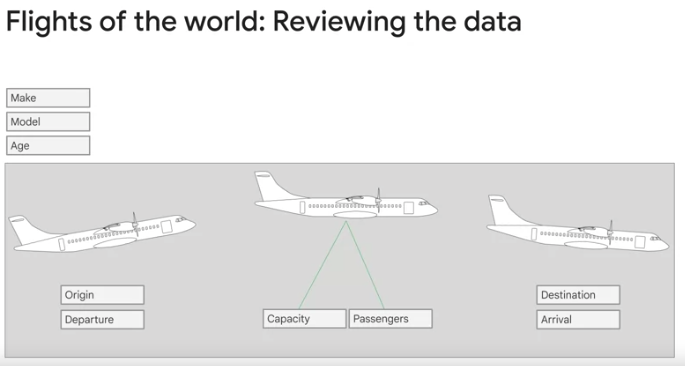 Flights of the world: Reviewing the data
Make
Model
Age
Origin
Departure
Capacity
Passengers
Destination
Arrival